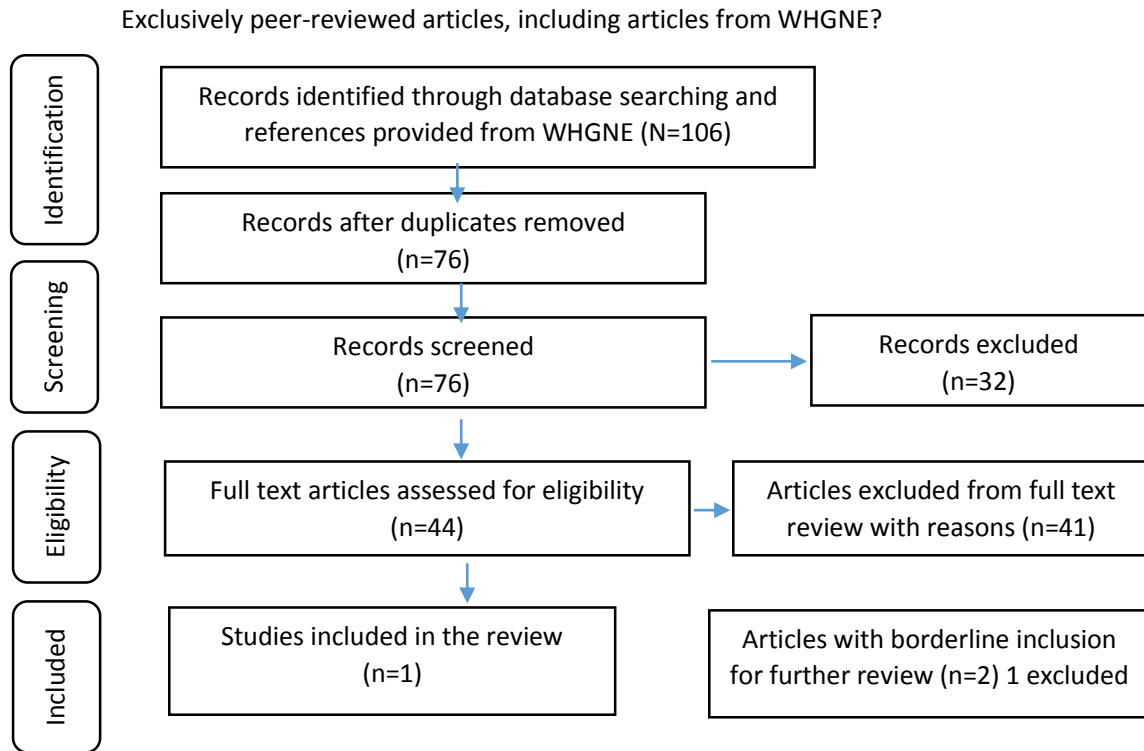 Exclusively peer-reviewed articles, including articles from WHGNE?
Identification
Records identified through database searching and
references provided from WHGNE (N=106)
Records after duplicates removed
(n=76)
Screening
Records screened
(n=76)
Records excluded
(n=32)
Eligibility
Full text articles assessed for eligibility
(n=44)
Articles excluded from full text
review with reasons (n=41)
Included
Studies included in the review
(n=1)
Articles with borderline inclusion
for further review (n=2) 1 excluded